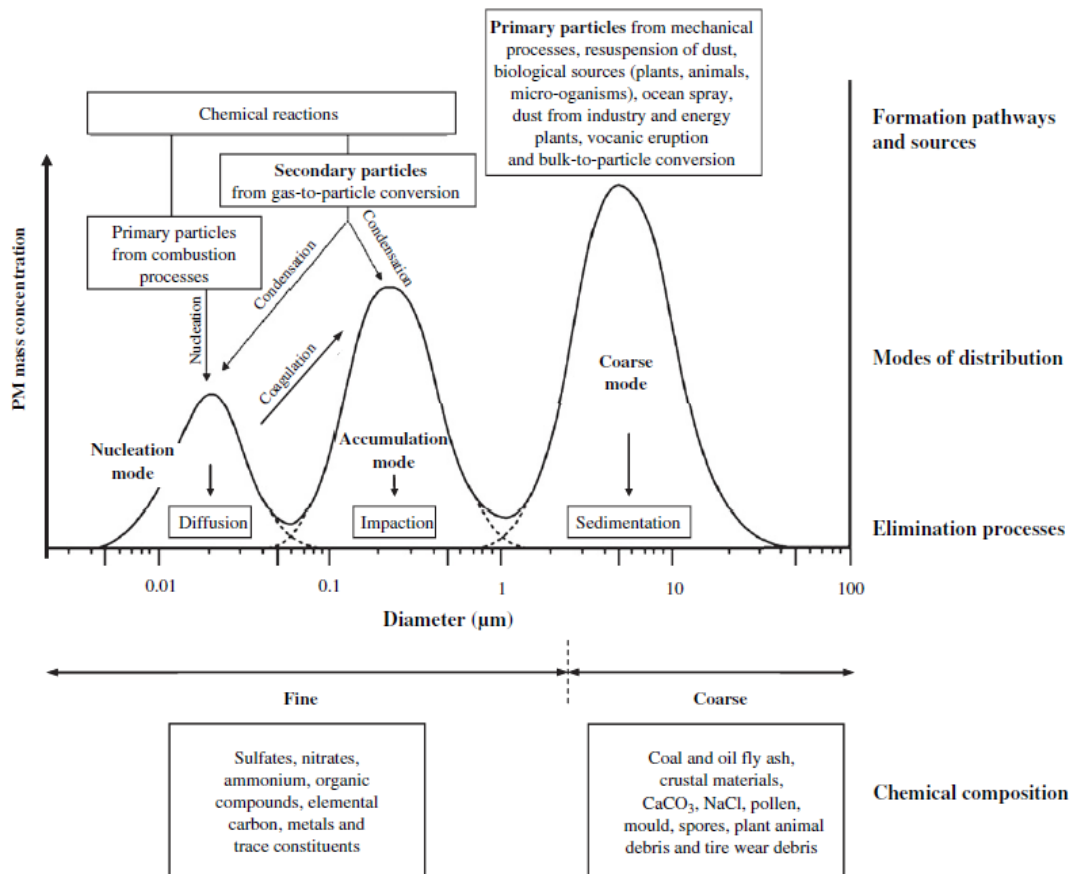 Primary particles from mechanical
processes, resuspension of dust,
biological sources (plants, animals,
micro-oganisms), ocean spray,
dust from industry and energy
plants, vocanic eruption
and bulk-to-particle conversion
Formation pathways
and sources
Chemical reactions
Secondary particles
from gas-to-particle conversion
Primary particles
from combustion
processes
Condensation
Condensation
Nucleation
Coagulation
PM mass concentration
Coarse
mode
Modes of distribution
Nucleation
mode
Accumulation
mode
Diffusion
Impaction
Sedimentation
Elimination processes
0.01
0.1
1
10
100
Diameter (µm)
Fine
Coarse
Sulfates, nitrates,
ammonium, organic
compounds, elemental
carbon, metals and
trace constituents
Coal and oil fly ash,
crustal materials,
CaCO₃, NaCl, pollen,
mould, spores, plant animal
debris and tire wear debris
Chemical composition